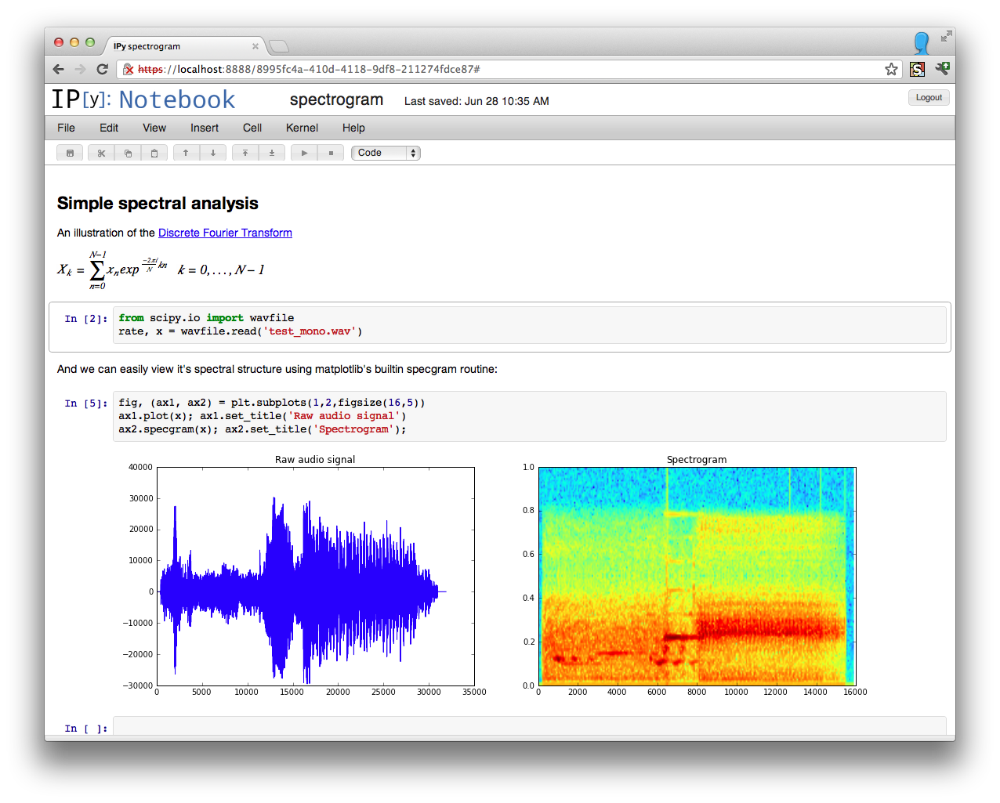 IPy spectrogram
https://localhost:8888/8995fc4a-410d-4118-9df8-211274fdce87#
IP[y]: Notebook spectrogram Last saved: Jun 28 10:35 AM Logout
File Edit View Insert Cell Kernel Help
Code
Simple spectral analysis
An illustration of the Discrete Fourier Transform
X_k = \sum_{n=0}^{N-1} x_n exp^{\frac{-2πi}{N} kn} k = 0, . . . , N − 1
In [2]: from scipy.io import wavfile
rate, x = wavfile.read('test_mono.wav')
And we can easily view it's spectral structure using matplotlib's builtin specgram routine:
In [5]: fig, (ax1, ax2) = plt.subplots(1,2,figsize(16,5))
ax1.plot(x); ax1.set_title('Raw audio signal')
ax2.specgram(x); ax2.set_title('Spectrogram');
Raw audio signal
40000
30000
20000
10000
0
−10000
−20000
−30000
0 5000 10000 15000 20000 25000 30000 35000
Spectrogram
1.0
0.8
0.6
0.4
0.2
0.0
0 2000 4000 6000 8000 10000 12000 14000 16000
In [ ]: